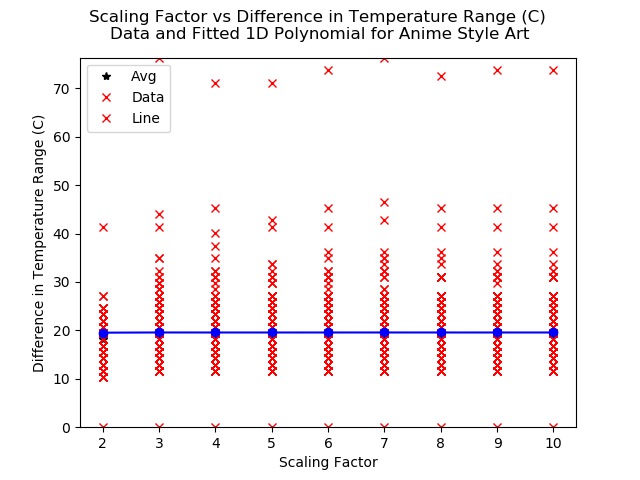 Scaling Factor vs Difference in Temperature Range (C)
Data and Fitted 1D Polynomial for Anime Style Art
Avg
Data
Line
Difference in Temperature Range (C)
70
60
50
40
30
20
10
0
2 3 4 5 6 7 8 9 10
Scaling Factor